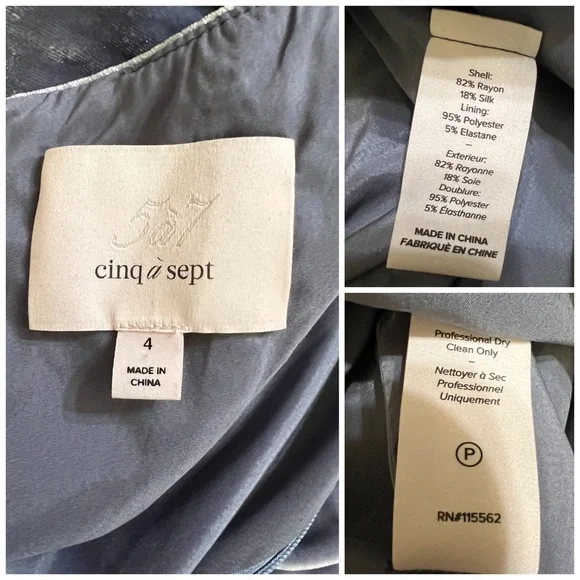 5à7
cinq à sept
4
MADE IN
CHINA
Shell:
82% Rayon
18% Silk
Lining:
95% Polyester
5% Elastane
–
Exterieur:
82% Rayonne
18% Soie
Doublure:
95% Polyester
5% Élasthanne
MADE IN CHINA
FABRIQUÉ EN CHINE
Professional Dry
Clean Only
–
Nettoyer à Sec
Professionnel
Uniquement
P
RN#115562